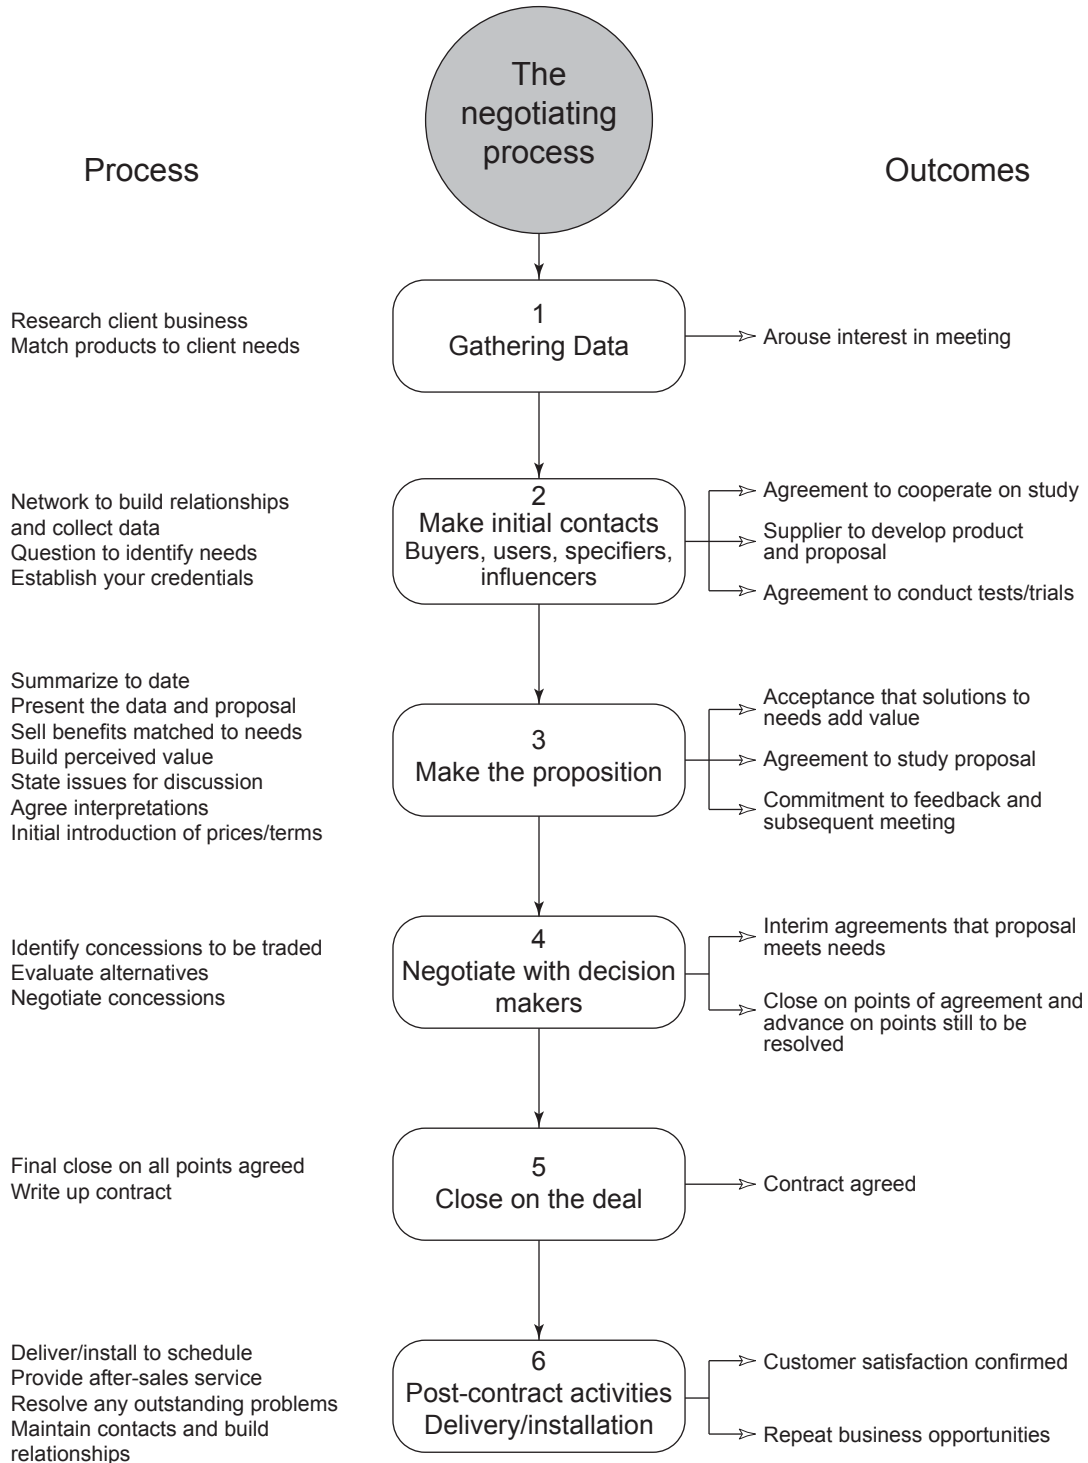 The
negotiating
process
Process
Outcomes
Research client business
Match products to client needs
1
Gathering Data
Arouse interest in meeting
Network to build relationships
and collect data
Question to identify needs
Establish your credentials
2
Make initial contacts
Buyers, users, specifiers,
influencers
Agreement to cooperate on study
Supplier to develop product
and proposal
Agreement to conduct tests/trials
Summarize to date
Present the data and proposal
Sell benefits matched to needs
Build perceived value
State issues for discussion
Agree interpretations
Initial introduction of prices/terms
3
Make the proposition
Acceptance that solutions to
needs add value
Agreement to study proposal
Commitment to feedback and
subsequent meeting
Identify concessions to be traded
Evaluate alternatives
Negotiate concessions
4
Negotiate with decision
makers
Interim agreements that proposal
meets needs
Close on points of agreement and
advance on points still to be
resolved
Final close on all points agreed
Write up contract
5
Close on the deal
Contract agreed
Deliver/install to schedule
Provide after-sales service
Resolve any outstanding problems
Maintain contacts and build
relationships
6
Post-contract activities
Delivery/installation
Customer satisfaction confirmed
Repeat business opportunities